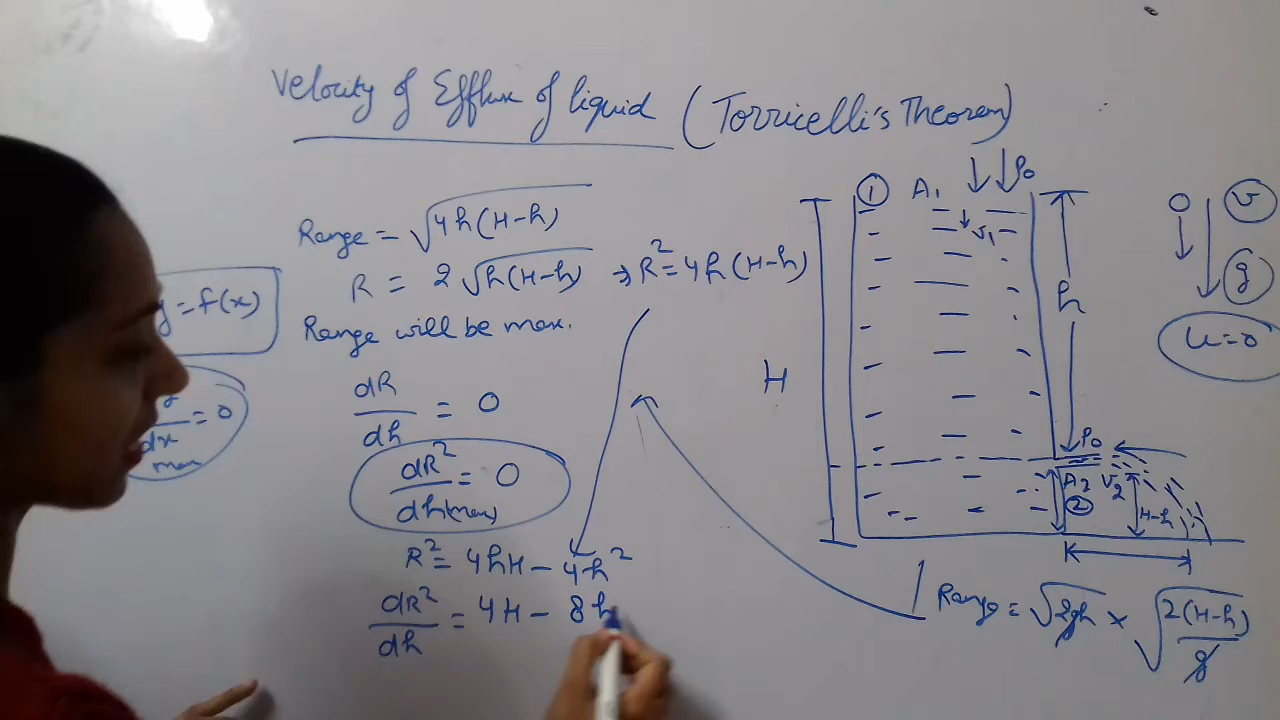 Velocity of Efflux of liquid (Torricelli's Theorem)
Range = √4h(H-h)
R = 2√h(H-h) ⇒ R² = 4h(H-h)
Range will be max.
dR/dh = 0
dR²/dh(max) = 0
R² = 4hH - 4h²
dR²/dh = 4H - 8h
y = f(x)
dx = 0
max
① A₁ P₀
v₁
H
h
P₀
A₂ V₂
②
H-h
Range = √2gh × √2(H-h)/g
v
g
u=0